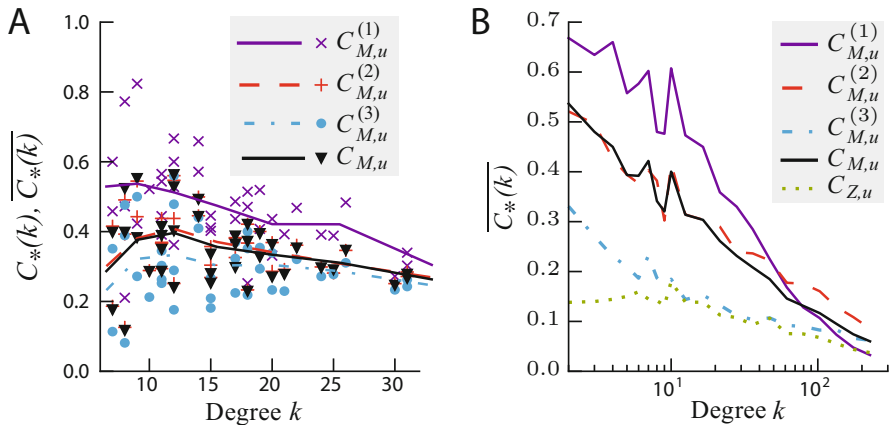 A
C_*(k), \overline{C_*(k)}
1.0
0.8
0.6
0.4
0.2
0.0
10 15 20 25 30
Degree k
C_{M,u}^{(1)}
C_{M,u}^{(2)}
C_{M,u}^{(3)}
C_{M,u}
B
\overline{C_*(k)}
0.7
0.6
0.5
0.4
0.3
0.2
0.1
0.0
10^1 10^2
Degree k
C_{M,u}^{(1)}
C_{M,u}^{(2)}
C_{M,u}^{(3)}
C_{M,u}
C_{Z,u}